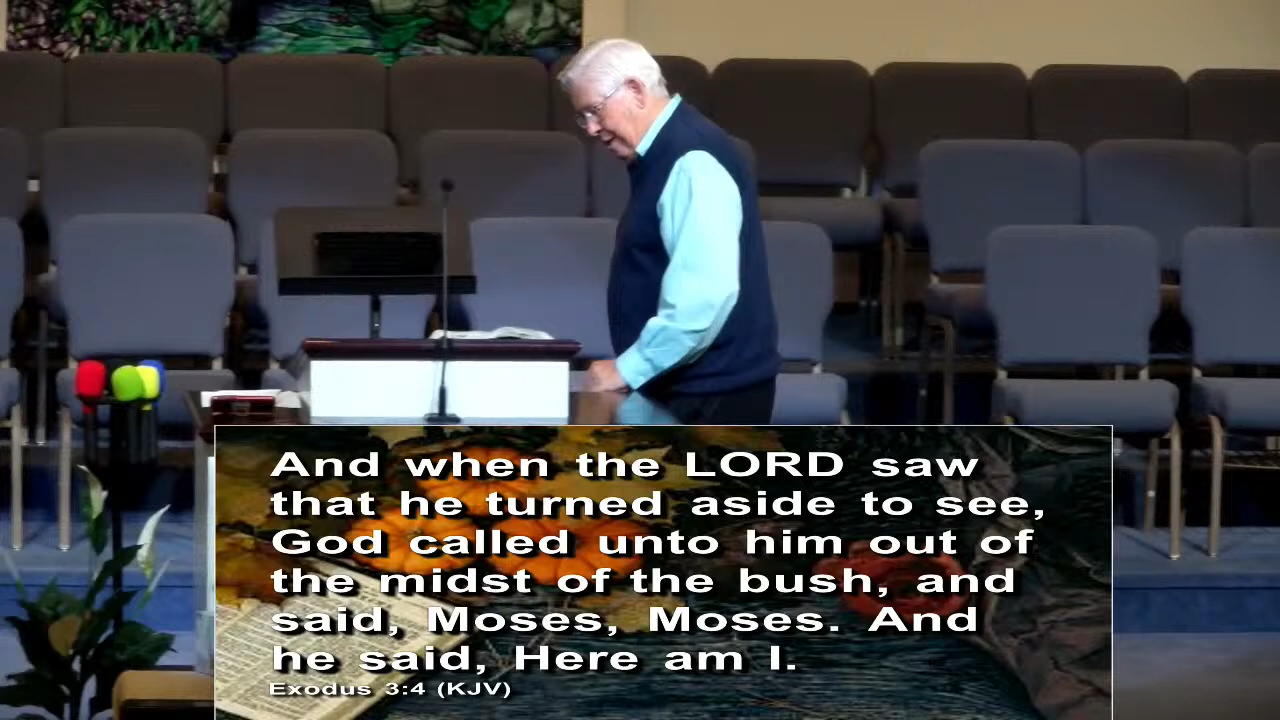 And when the LORD saw
that he turned aside to see,
God called unto him out of
the midst of the bush, and
said, Moses, Moses. And
he said, Here am I.
Exodus 3:4 (KJV)